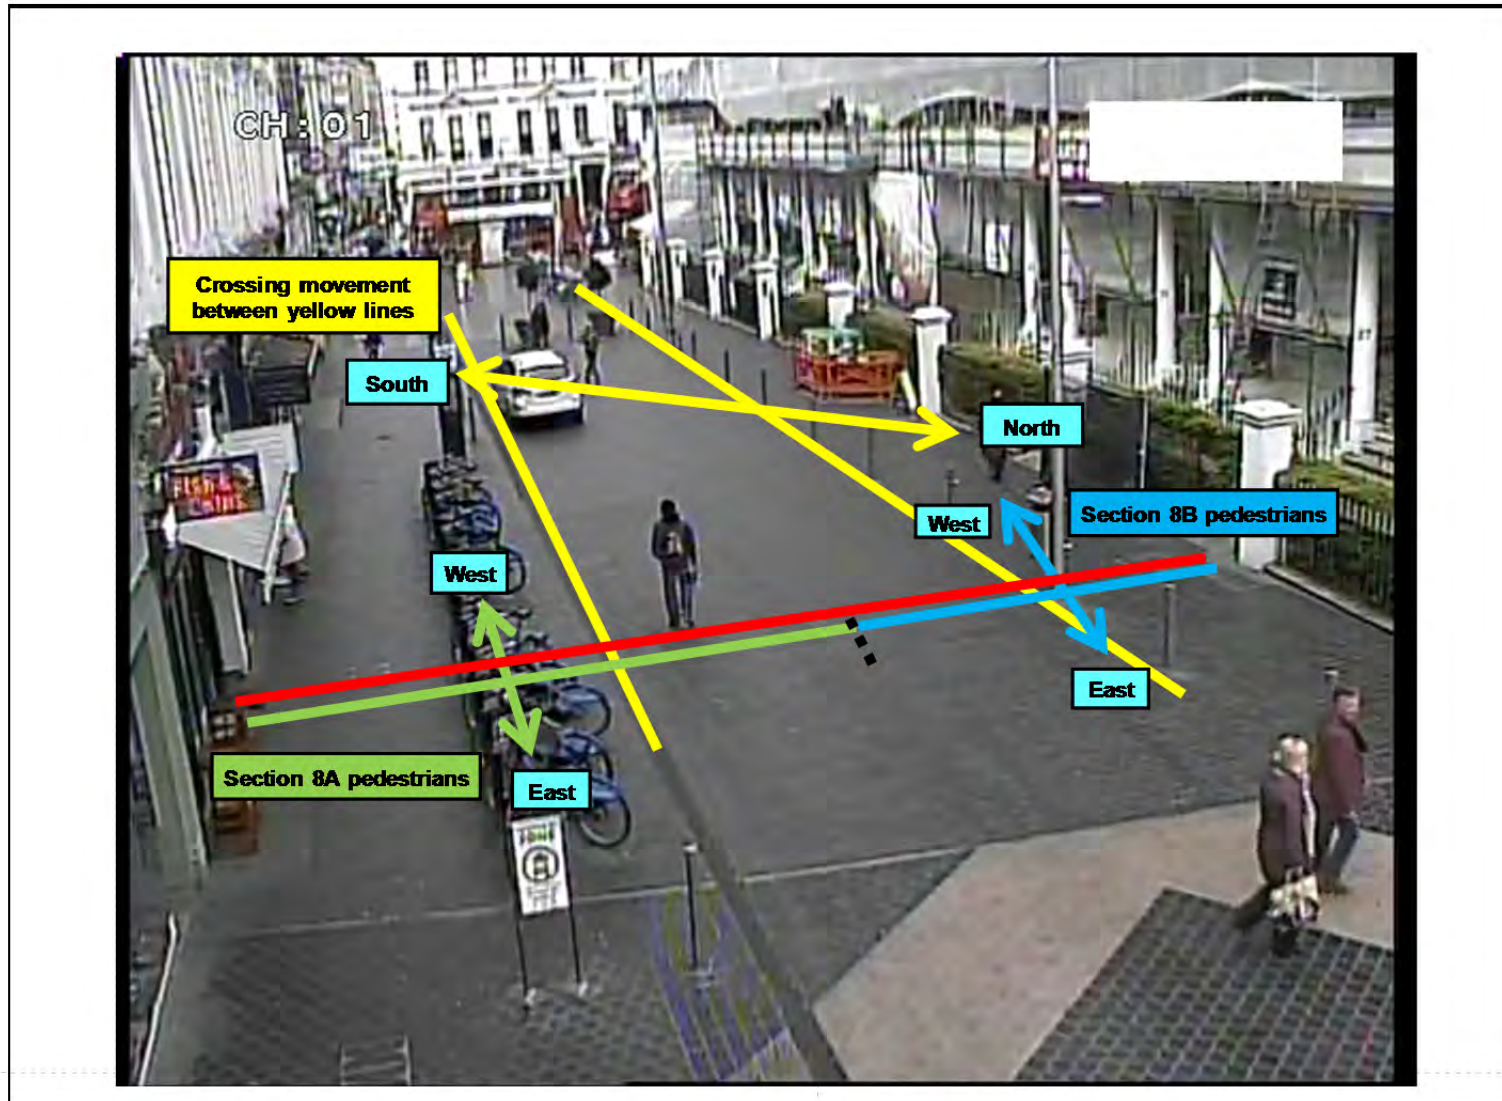 CH:01
Crossing movement
between yellow lines
South
North
FISH &
CHIPS
West
Section 8B pedestrians
West
East
Section 8A pedestrians
East